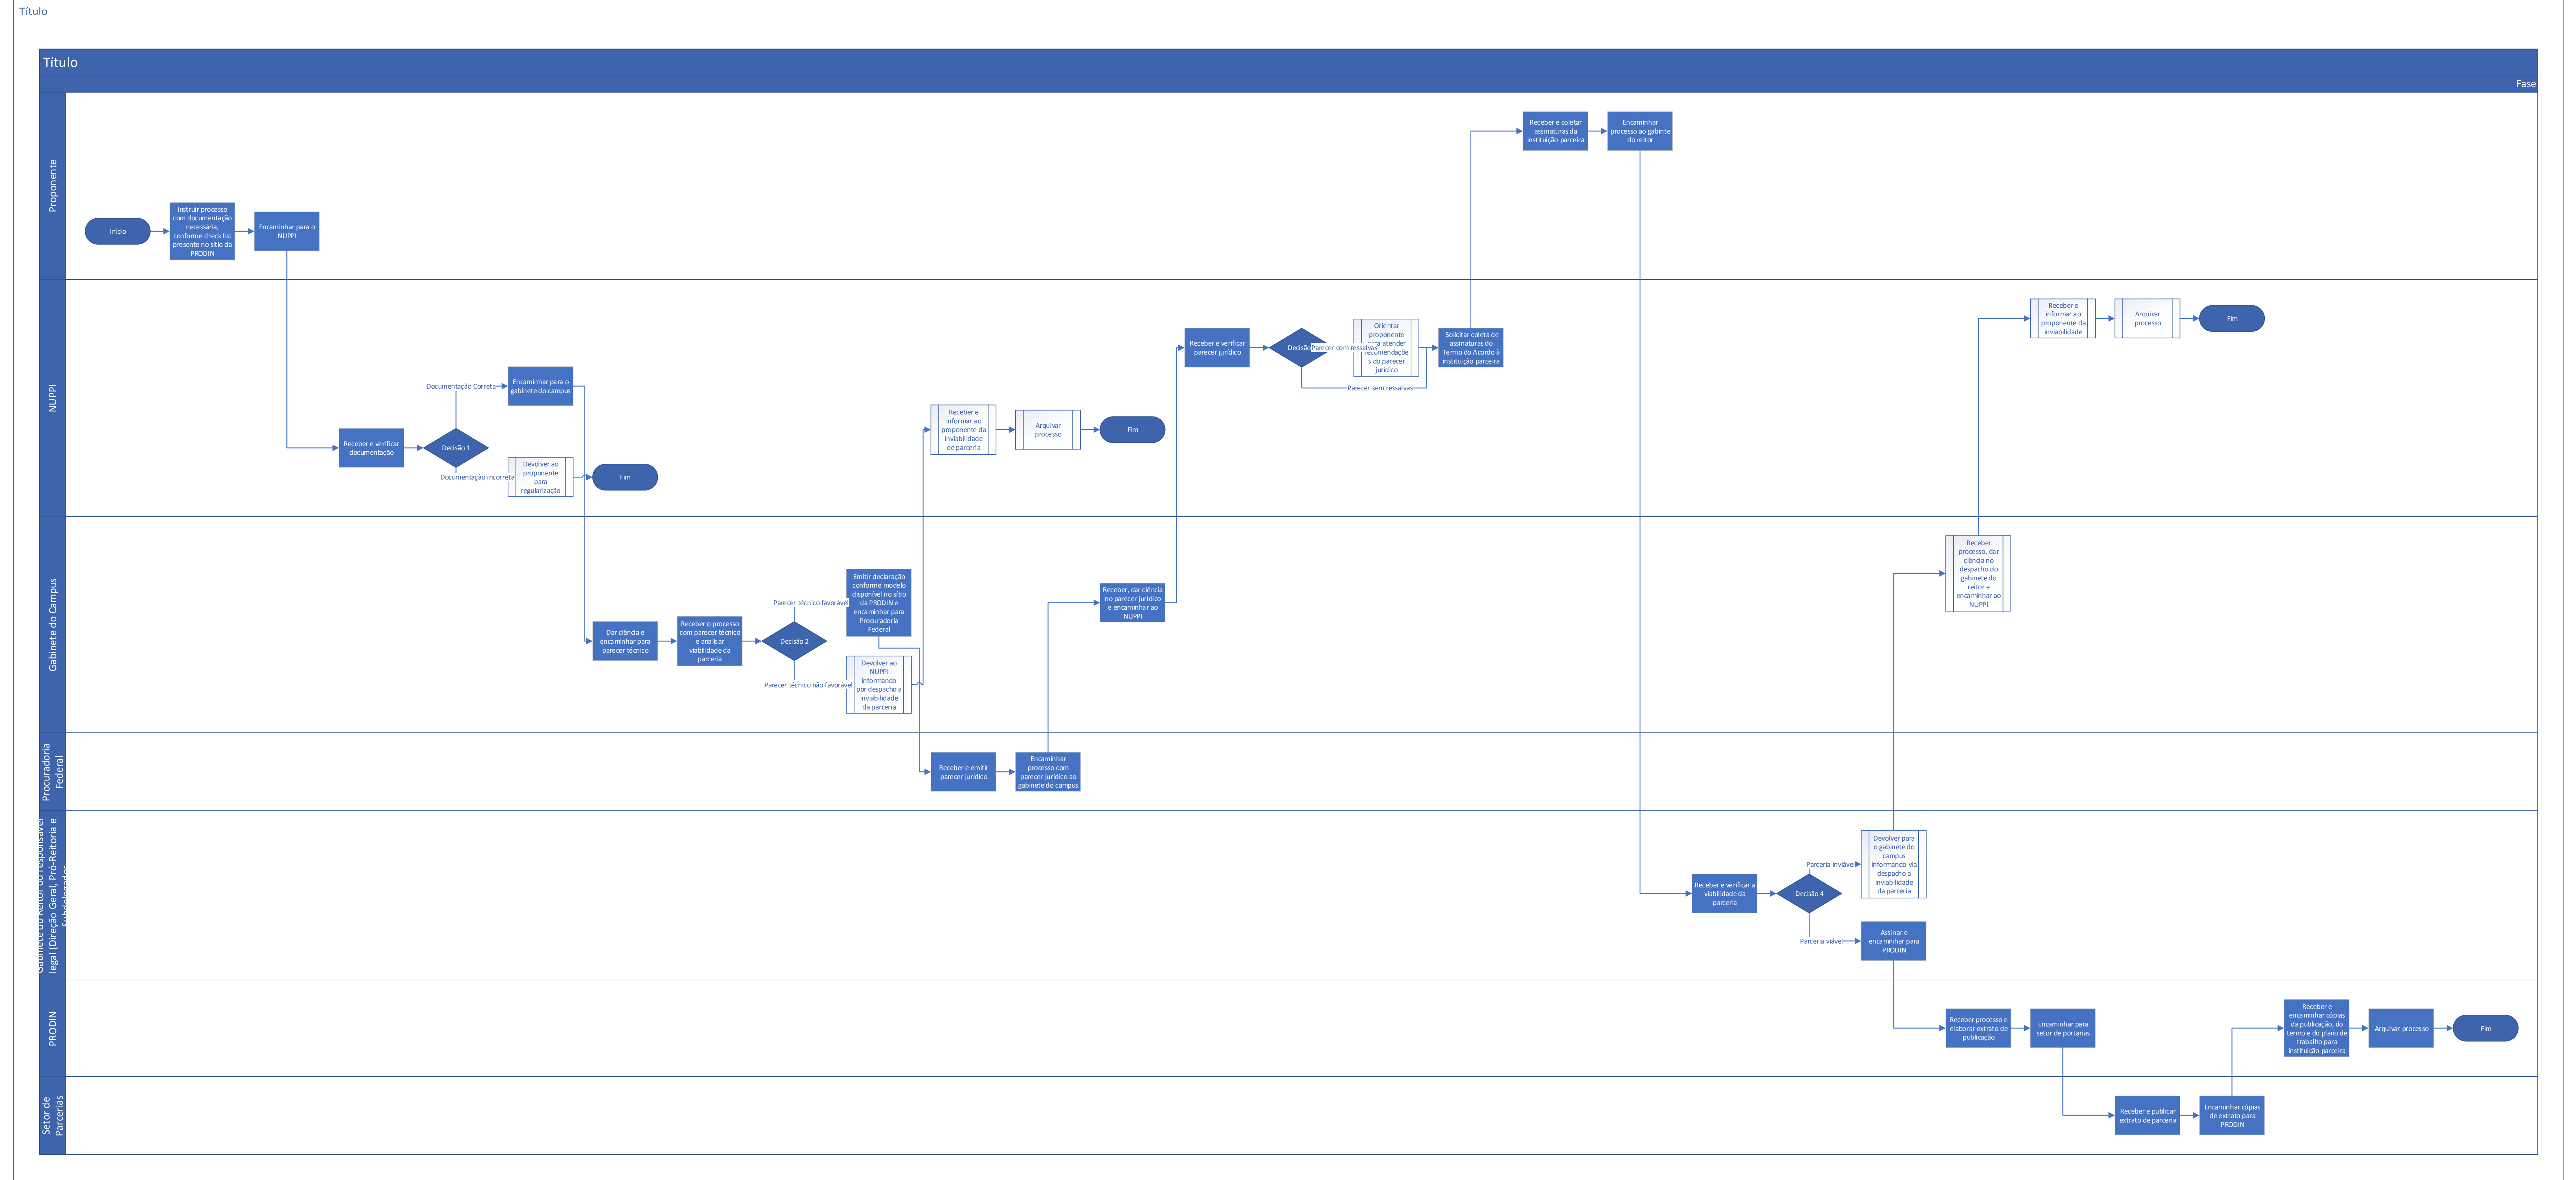 Título
Título
Fase
Proponente
Início
Instruir processo
com documentação
necessária,
conforme check list
presente no sítio da
PRODIN
Encaminhar para o
NUPPI
Receber e coletar
assinaturas da
instituição parceira
Encaminhar
processo ao gabinte
do reitor
NUPPI
Receber e verificar
documentação
Decisão 1
Documentação Correta
Encaminhar para o
gabinete do campus
Documentação incorreta
Devolver ao
proponente
para
regularização
Fim
Receber e
informar ao
proponente da
inviabilidade
de parceria
Arquivar
processo
Fim
Receber e verificar
parecer jurídico
Decisão
Parecer com ressalvas
Orientar
proponente
para atender
recomendaçõe
s do parecer
jurídico
Parecer sem ressalvas
Solicitar coleta de
assinaturas do
Termo do Acordo à
instituição parceira
Receber e
informar ao
proponente da
inviabilidade
Arquivar
processo
Fim
Gabinete do Campus
Dar ciência e
encaminhar para
parecer técnico
Receber o processo
com parecer técnico
e analisar
viabilidade da
parceria
Decisão 2
Parecer técnico favorável
Emitir declaração
conforme modelo
disponível no sítio
da PRODIN e
encaminhar para
Procuradoria
Federal
Parecer técnico não favorável
Devolver ao
NUPPI
informando
por despacho a
inviabilidade
da parceria
Receber, dar ciência
no parecer jurídico
e encaminhar ao
NUPPI
Receber
processo, dar
ciência no
despacho do
gabinete do
reitor e
encaminhar ao
NUPPI
Procuradoria
Federal
Receber e emitir
parecer jurídico
Encaminhar
processo com
parecer jurídico ao
gabinete do campus
Gabinete do Reitor ou responsável
legal (Direção Geral, Pró-Reitoria e
Receber e verificar a
viabilidade da
parceria
Decisão 4
Parceria inviável
Devolver para
o gabinete do
campus
informando via
despacho a
inviabilidade
da parceria
Parceria viável
Assinar e
encaminhar para
PRODIN
PRODIN
Receber processo e
elaborar extrato de
publicação
Encaminhar para
setor de portarias
Receber e
encaminhar cópias
da publicação, do
termo e do plano de
trabalho para
instituição parceira
Arquivar processo
Fim
Setor de
Parcerias
Receber e publicar
extrato de parceria
Encaminhar cópias
de extrato para
PRODIN